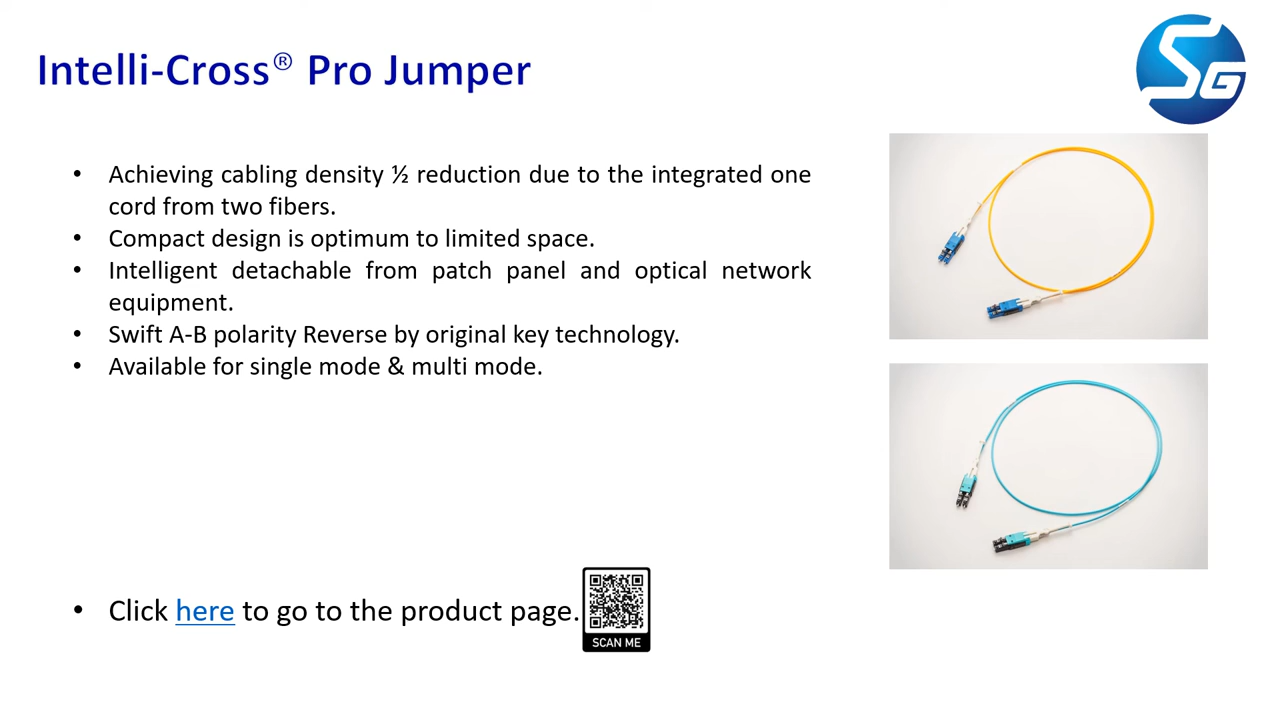 Intelli-Cross® Pro Jumper
SG
• Achieving cabling density ½ reduction due to the integrated one
cord from two fibers.
• Compact design is optimum to limited space.
• Intelligent detachable from patch panel and optical network
equipment.
• Swift A-B polarity Reverse by original key technology.
• Available for single mode & multi mode.
• Click here to go to the product page.
SCAN ME